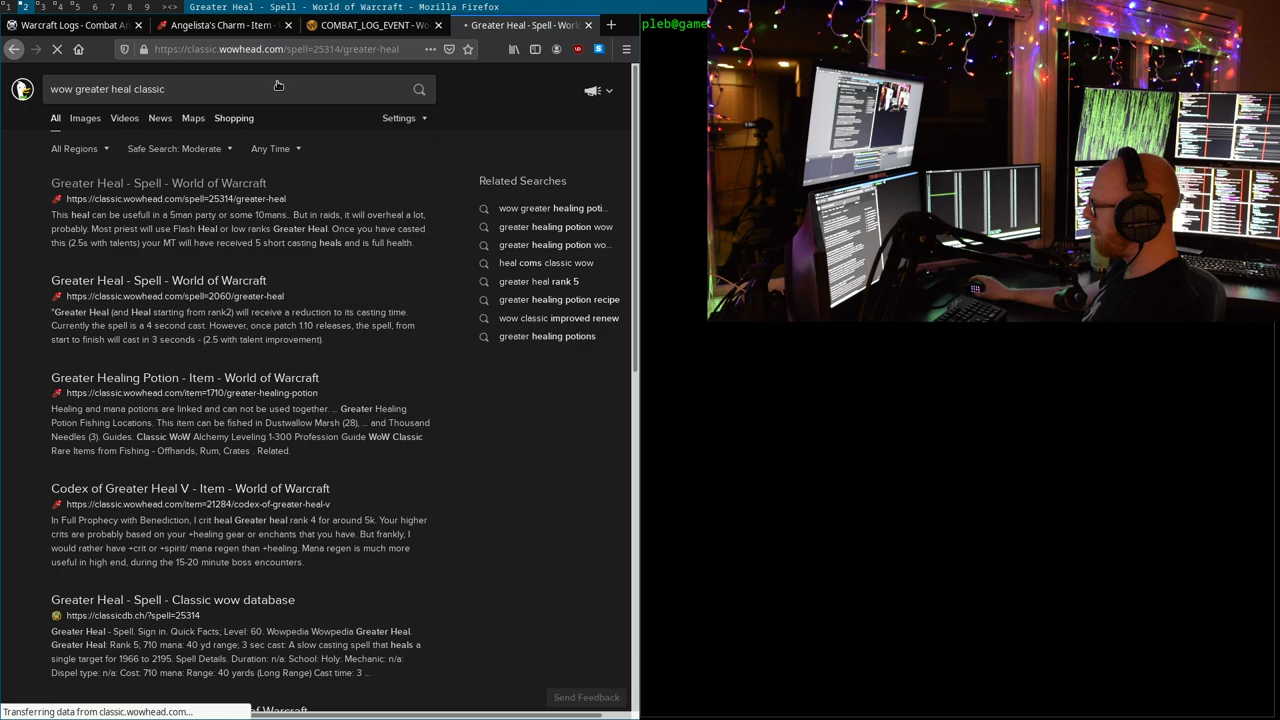 1 2 3 4 5 6 7 8 9 ><> Greater Heal - Spell - World of Warcraft - Mozilla Firefox
Warcraft Logs - Combat Ar
Angelista's Charm - Item -
COMBAT_LOG_EVENT - Wo
Greater Heal - Spell - World
pleb@game
https://classic.wowhead.com/spell=25314/greater-heal
wow greater heal classic
All Images Videos News Maps Shopping Settings
All Regions Safe Search: Moderate Any Time
Greater Heal - Spell - World of Warcraft
https://classic.wowhead.com/spell=25314/greater-heal
This heal can be usefull in a 5man party or some 10mans.. But in raids, it will overheal a lot,
probably. Most priest will use Flash Heal or low ranks Greater Heal. Once you have casted
this (2.5s with talents) your MT will have received 5 short casting heals and is full health.
Greater Heal - Spell - World of Warcraft
https://classic.wowhead.com/spell=2060/greater-heal
"Greater Heal (and Heal starting from rank2) will receive a reduction to its casting time.
Currently the spell is a 4 second cast. However, once patch 1.10 releases, the spell, from
start to finish will cast in 3 seconds - (2.5 with talent improvement).
Greater Healing Potion - Item - World of Warcraft
https://classic.wowhead.com/item=1710/greater-healing-potion
Healing and mana potions are linked and can not be used together. ... Greater Healing
Potion Fishing Locations. This item can be fished in Dustwallow Marsh (28), ... and Thousand
Needles (3). Guides. Classic WoW Alchemy Leveling 1-300 Profession Guide WoW Classic
Rare Items from Fishing - Offhands, Rum, Crates . Related.
Codex of Greater Heal V - Item - World of Warcraft
https://classic.wowhead.com/item=21284/codex-of-greater-heal-v
In Full Prophecy with Benediction, I crit heal Greater heal rank 4 for around 5k. Your higher
crits are probably based on your +healing gear or enchants that you have. But frankly, I
would rather have +crit or +spirit/ mana regen than +healing. Mana regen is much more
useful in high end, during the 15-20 minute boss encounters.
Greater Heal - Spell - Classic wow database
https://classicdb.ch/?spell=25314
Greater Heal - Spell. Sign in. Quick Facts; Level: 60. Wowpedia Wowpedia Greater Heal.
Greater Heal: Rank 5; 710 mana: 40 yd range; 3 sec cast: A slow casting spell that heals a
single target for 1966 to 2195. Spell Details. Duration: n/a: School: Holy: Mechanic: n/a:
Dispel type: n/a: Cost: 710 mana: Range: 40 yards (Long Range) Cast time: 3 ...
Related Searches
wow greater healing poti...
greater healing potion wow
greater healing potion wo...
heal coms classic wow
greater heal rank 5
greater healing potion recipe
wow classic improved renew
greater healing potions
Send Feedback
Transferring data from classic.wowhead.com...
of Warcraft